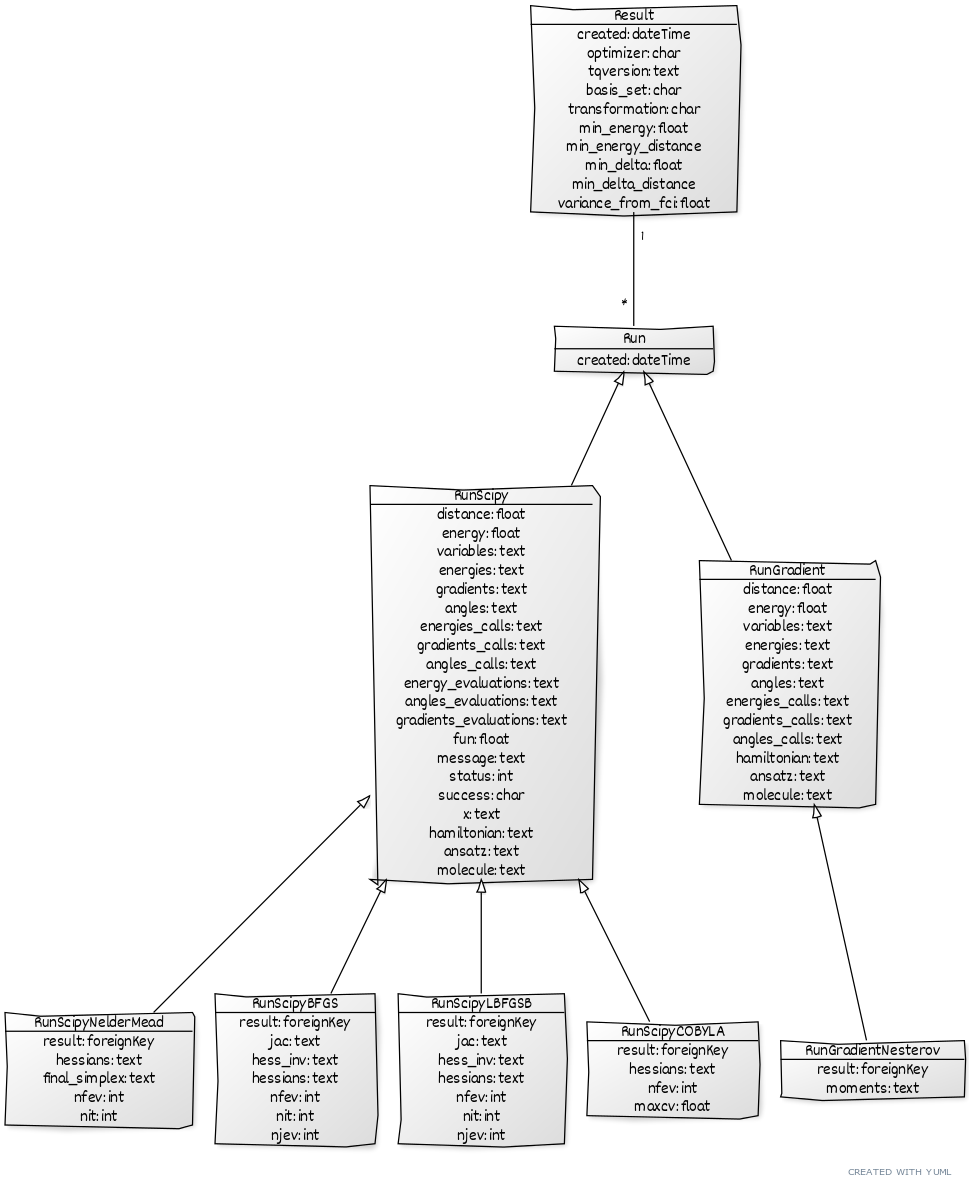 Result
created: dateTime
optimizer: char
tqversion: text
basis_set: char
transformation: char
min_energy: float
min_energy_distance
min_delta: float
min_delta_distance
variance_from_fci: float
1
*
Run
created: dateTime
RunScipy
distance: float
energy: float
variables: text
energies: text
gradients: text
angles: text
energies_calls: text
gradients_calls: text
angles_calls: text
energy_evaluations: text
angles_evaluations: text
gradients_evaluations: text
fun: float
message: text
status: int
success: char
x: text
hamiltonian: text
ansatz: text
molecule: text
RunGradient
distance: float
energy: float
variables: text
energies: text
gradients: text
angles: text
energies_calls: text
gradients_calls: text
angles_calls: text
hamiltonian: text
ansatz: text
molecule: text
RunScipyNelderMead
result: foreignKey
hessians: text
final_simplex: text
nfev: int
nit: int
RunScipyBFGS
result: foreignKey
jac: text
hess_inv: text
hessians: text
nfev: int
nit: int
njev: int
RunScipyLBFGSB
result: foreignKey
jac: text
hess_inv: text
hessians: text
nfev: int
nit: int
njev: int
RunScipyCOBYLA
result: foreignKey
hessians: text
nfev: int
maxcv: float
RunGradientNesterov
result: foreignKey
moments: text
CREATED WITH YUML